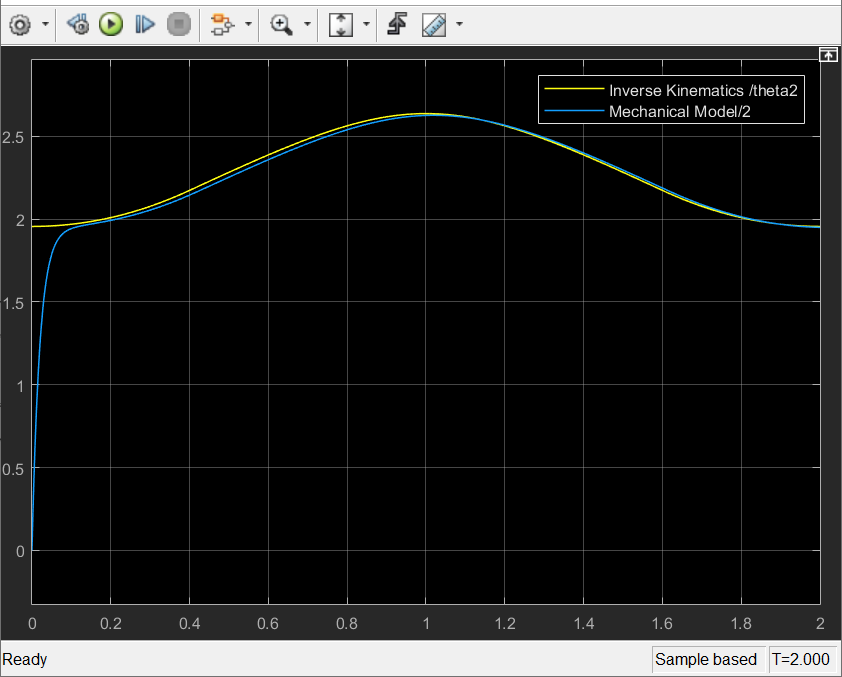 Inverse Kinematics /theta2
Mechanical Model/2
2.5
2
1.5
1
0.5
0
0 0.2 0.4 0.6 0.8 1 1.2 1.4 1.6 1.8 2
Ready Sample based T=2.000